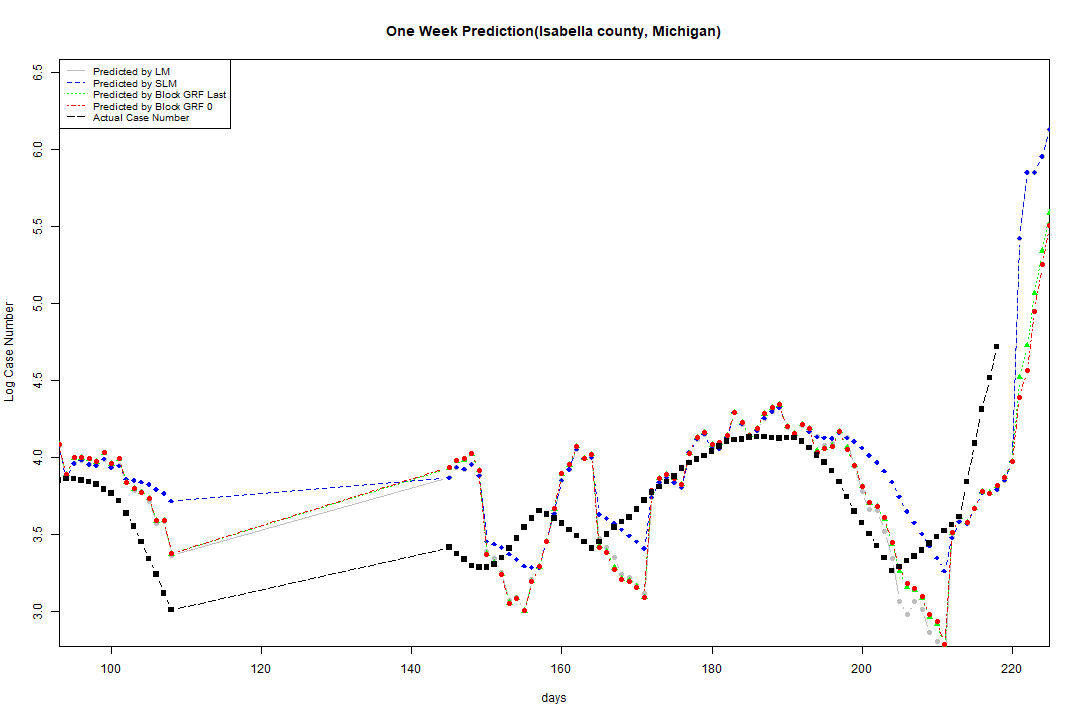 One Week Prediction(Isabella county, Michigan)
6.5
6.0
5.5
5.0
4.5
4.0
3.5
3.0
Log Case Number
Predicted by LM
Predicted by SLM
Predicted by Block GRF Last
Predicted by Block GRF 0
Actual Case Number
100
120
140
160
180
200
220
days